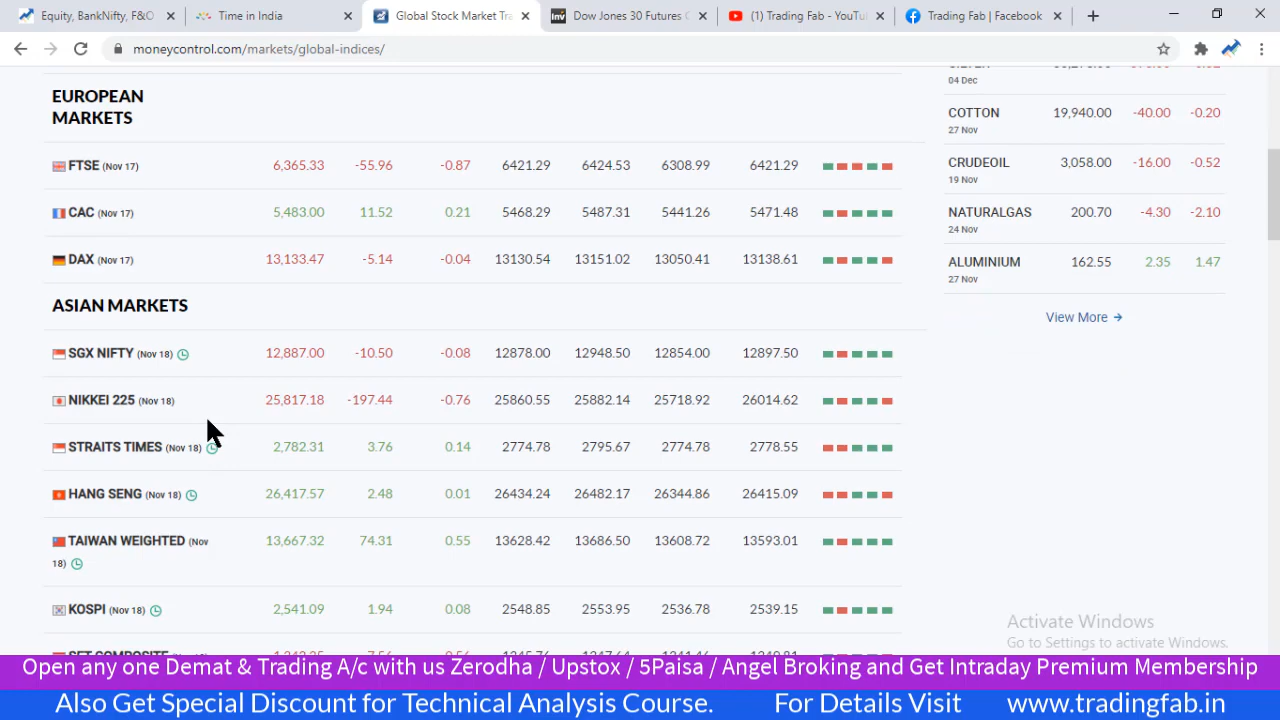 Equity, BankNifty, F&O
Time in India
Global Stock Market Tra
Dow Jones 30 Futures C
(1) Trading Fab - YouTu
Trading Fab | Facebook
moneycontrol.com/markets/global-indices/
EUROPEAN
MARKETS
FTSE (Nov 17) 6,365.33 -55.96 -0.87 6421.29 6424.53 6308.99 6421.29
CAC (Nov 17) 5,483.00 11.52 0.21 5468.29 5487.31 5441.26 5471.48
DAX (Nov 17) 13,133.47 -5.14 -0.04 13130.54 13151.02 13050.41 13138.61
ASIAN MARKETS
SGX NIFTY (Nov 18) 12,887.00 -10.50 -0.08 12878.00 12948.50 12854.00 12897.50
NIKKEI 225 (Nov 18) 25,817.18 -197.44 -0.76 25860.55 25882.14 25718.92 26014.62
STRAITS TIMES (Nov 18) 2,782.31 3.76 0.14 2774.78 2795.67 2774.78 2778.55
HANG SENG (Nov 18) 26,417.57 2.48 0.01 26434.24 26482.17 26344.86 26415.09
TAIWAN WEIGHTED (Nov 13,667.32 74.31 0.55 13628.42 13686.50 13608.72 13593.01
18)
KOSPI (Nov 18) 2,541.09 1.94 0.08 2548.85 2553.95 2536.78 2539.15
04 Dec
COTTON 19,940.00 -40.00 -0.20
27 Nov
CRUDEOIL 3,058.00 -16.00 -0.52
19 Nov
NATURALGAS 200.70 -4.30 -2.10
24 Nov
ALUMINIUM 162.55 2.35 1.47
27 Nov
View More
Activate Windows
Go to Settings to activate Windows.
Open any one Demat & Trading A/c with us Zerodha / Upstox / 5Paisa / Angel Broking and Get Intraday Premium Membership
Also Get Special Discount for Technical Analysis Course. For Details Visit www.tradingfab.in